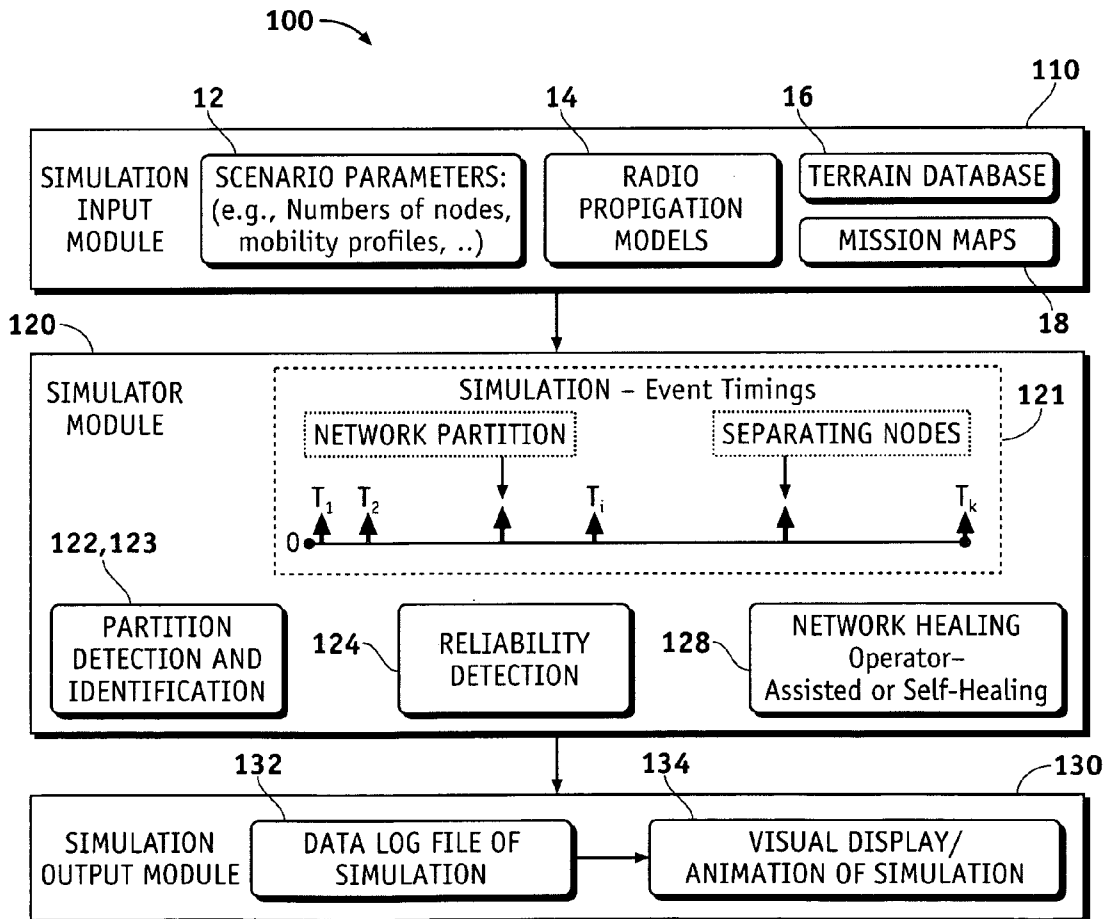 100
12
14
16
110
SIMULATION
INPUT
MODULE
SCENARIO PARAMETERS:
(e.g., Numbers of nodes,
mobility profiles, ..)
RADIO
PROPIGATION
MODELS
TERRAIN DATABASE
MISSION MAPS
18
120
SIMULATOR
MODULE
SIMULATION – Event Timings
121
NETWORK PARTITION
SEPARATING NODES
T1
T2
Ti
Tk
0
122,123
PARTITION
DETECTION AND
IDENTIFICATION
124
RELIABILITY
DETECTION
128
NETWORK HEALING
Operator–
Assisted or Self-Healing
132
134
130
SIMULATION
OUTPUT MODULE
DATA LOG FILE OF
SIMULATION
VISUAL DISPLAY/
ANIMATION OF SIMULATION